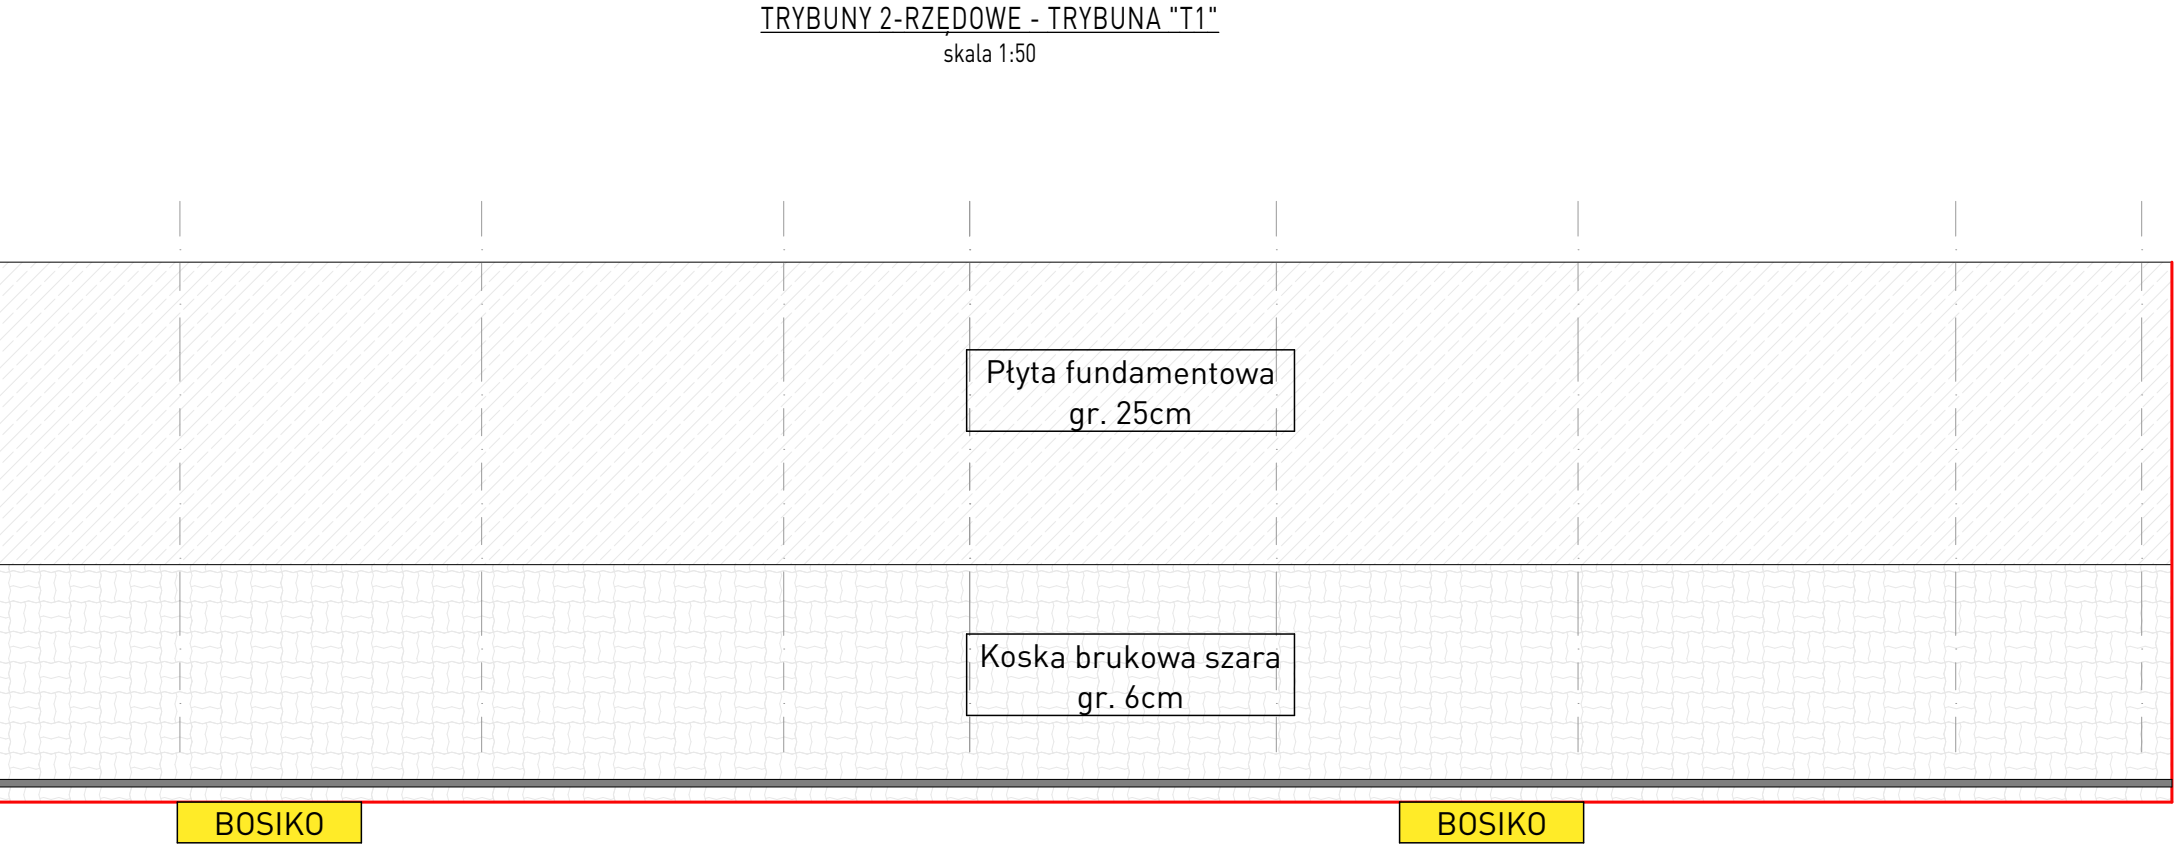 TRYBUNY 2-RZĘDOWE - TRYBUNA "T1"
skala 1:50
Płyta fundamentowa
gr. 25cm
Koska brukowa szara
gr. 6cm
BOSIKO
BOSIKO